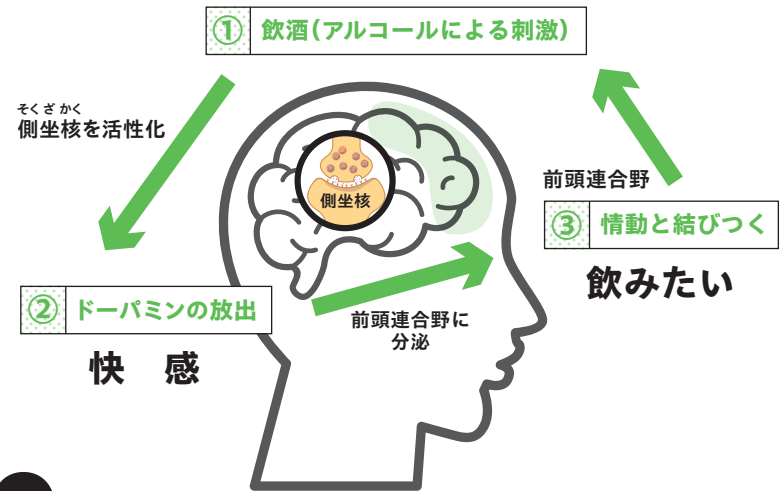 ① 飲酒(アルコールによる刺激)
そくざかく
側坐核を活性化
側坐核
前頭連合野
③ 情動と結びつく
飲みたい
② ドーパミンの放出
快 感
前頭連合野に
分泌